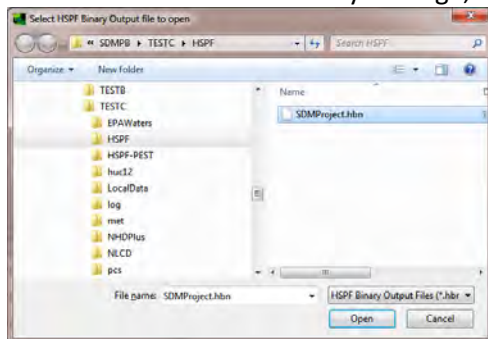 Select HSPF Binary Output file to open
« SDMPB ▸ TESTC ▸ HSPF
Search HSPF
Organize ▾ New folder
TESTB
TESTC
EPAWaters
HSPF
HSPF-PEST
huc12
LocalData
log
met
NHDPlus
NLCD
pcs
Name
SDMProject.hbn
File name: SDMProject.hbn
HSPF Binary Output Files (*.hbr
Open Cancel